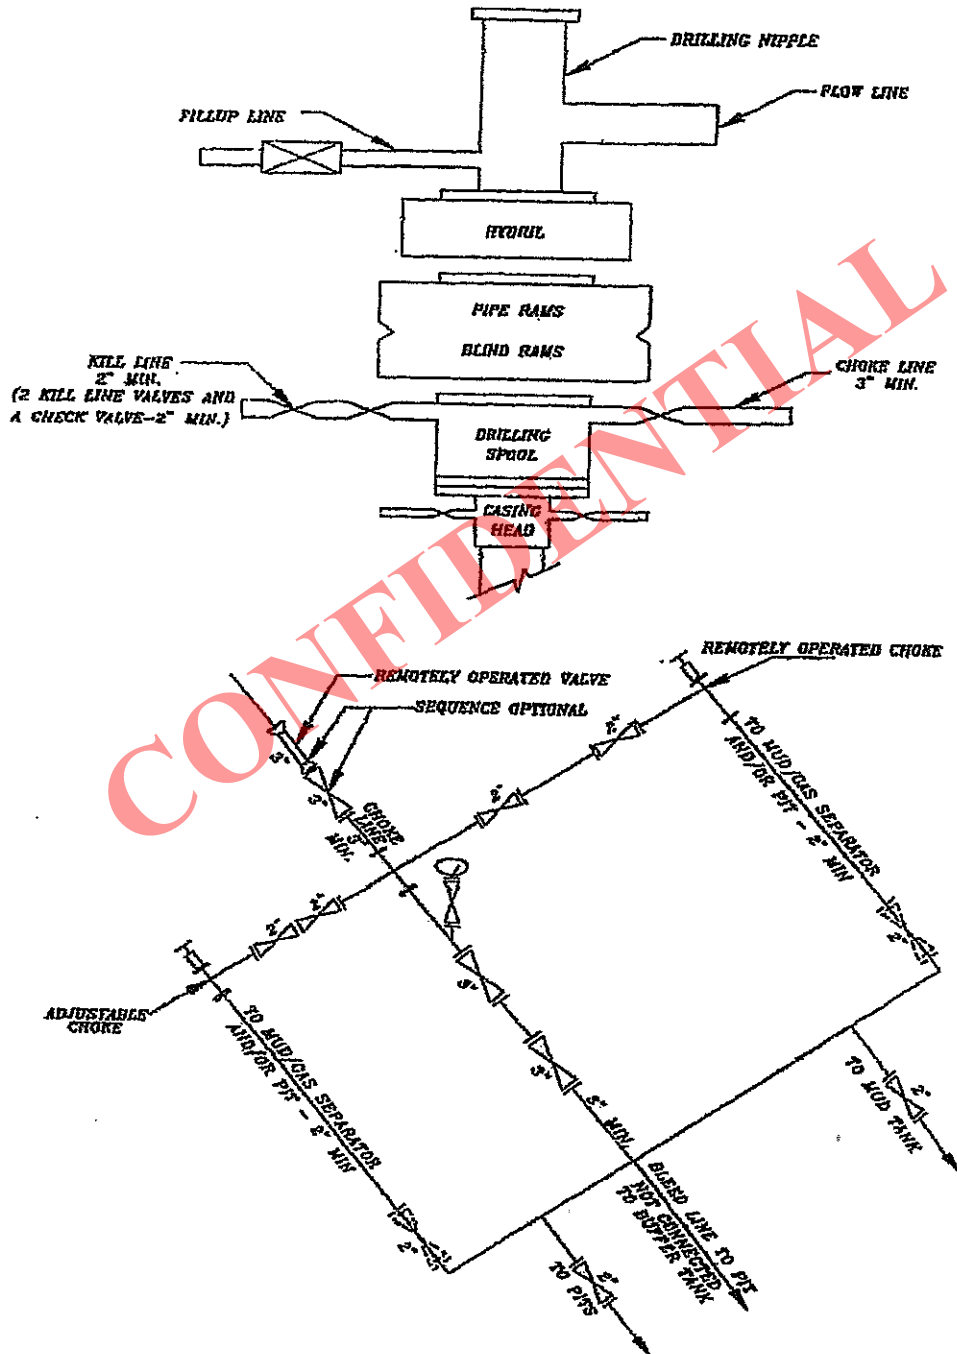 DRILLING NIPPLE
FLOW LINE
FILLUP LINE
HYDRIL
PIPE RAMS
BLIND RAMS
KILL LINE
2" MIN.
(2 KILL LINE VALVES AND
A CHECK VALVE-2" MIN.)
CHOKE LINE
3" MIN.
DRILLING
SPOOL
CASING
HEAD
CONFIDENTIAL
REMOTELY OPERATED CHOKE
REMOTELY OPERATED VALVE
SEQUENCE OPTIONAL
3"
3"
CHOKE
LINE
3"
MIN.
2"
2"
TO MUD/GAS SEPARATOR
AND/OR PIT - 2" MIN
2"
2"
2"
ADJUSTABLE
CHOKE
TO MUD/GAS SEPARATOR
AND/OR PIT - 2" MIN
3"
3"
3" MIN.
2"
TO MUD TANK
2"
BLEED LINE TO PIT
NOT CONNECTED
TO BUFFER TANK
2"
TO PITS
2"